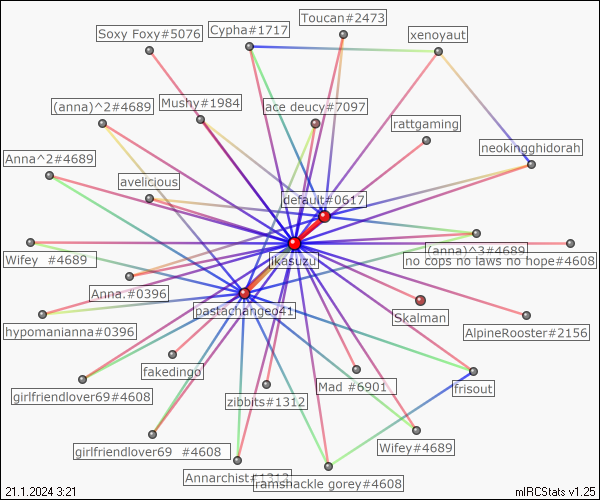 Toucan#2473
Soxy Foxy#5076
Cypha#1717
xenoyaut
(anna)^2#4689
Mushy#1984
ace deucy#7097
rattgaming
Anna^2#4689
neokingghidorah
avelicious
default#0617
(anna)^3#4689
Wifey  #4689
ikasuzu
no cops no laws no hope#4608
Anna.#0396
pastachangeo41
hypomanianna#0396
Skalman
AlpineRooster#2156
fakedingo
girlfriendlover69#4608
zibbits#1312
Mad #6901
frisout
girlfriendlover69  #4608
Wifey#4689
Annarchist#1312
ramshackle gorey#4608
21.1.2024 3:21
mIRCStats v1.25